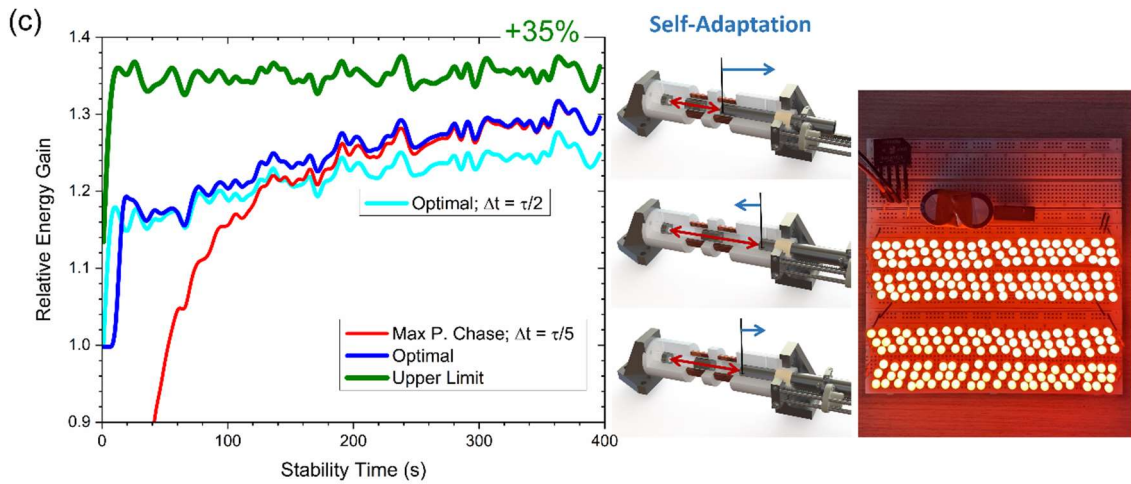 (c)
+35%
1.4
1.3
1.2
1.1
1.0
0.9
Relative Energy Gain
Optimal; Δt = τ/2
Max P. Chase; Δt = τ/5
Optimal
Upper Limit
0
100
200
300
400
Stability Time (s)
Self-Adaptation